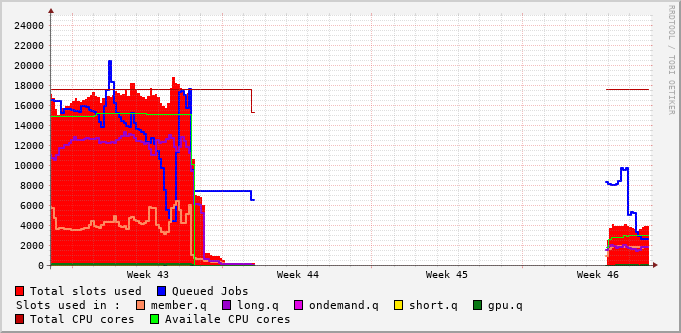 RRDTOOL / TOBI OETIKER
24000
22000
20000
18000
16000
14000
12000
10000
8000
6000
4000
2000
0
Week 43 Week 44 Week 45 Week 46
Total slots used Queued Jobs
Slots used in : member.q long.q ondemand.q short.q gpu.q
Total CPU cores Availale CPU cores